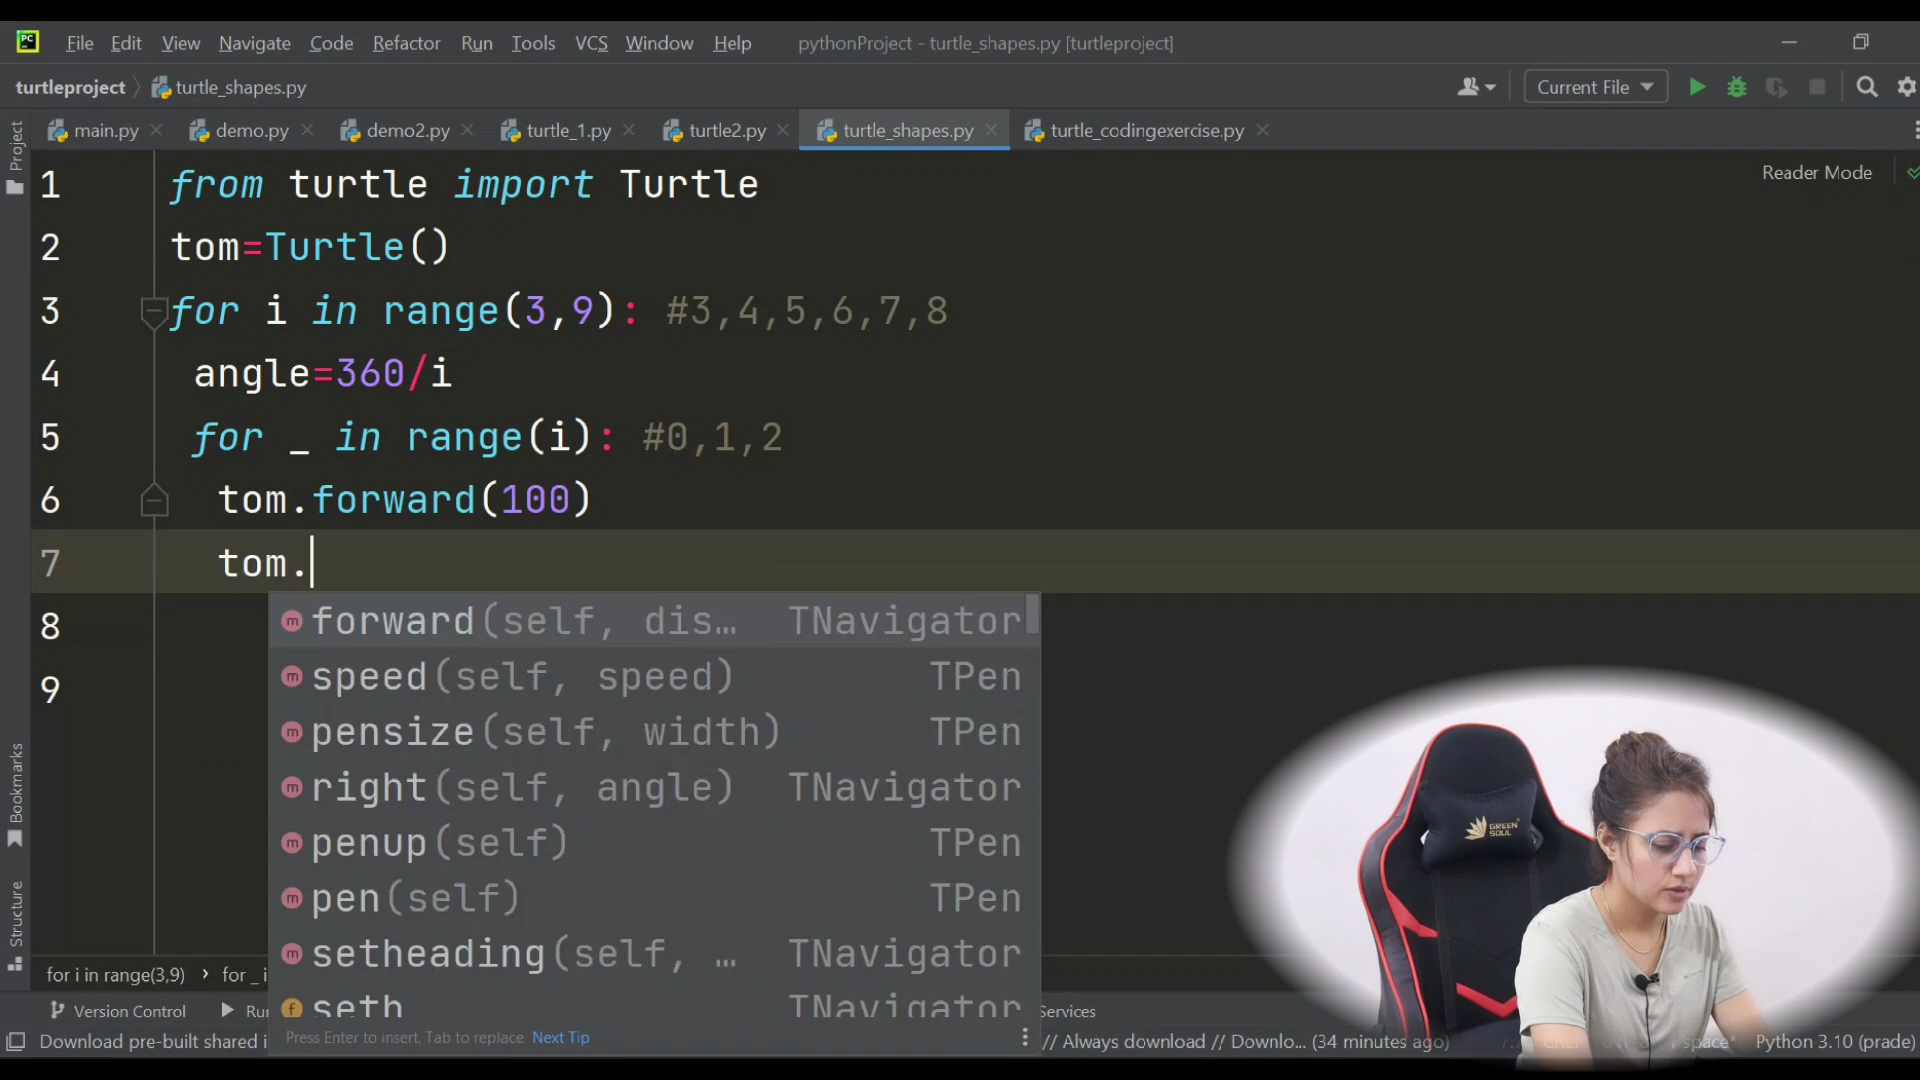 PC File Edit View Navigate Code Refactor Run Tools VCS Window Help pythonProject - turtle_shapes.py [turtleproject]
turtleproject turtle_shapes.py Current File
main.py demo.py demo2.py turtle_1.py turtle2.py turtle_shapes.py turtle_codingexercise.py
Project
Reader Mode
1 from turtle import Turtle
2 tom=Turtle()
3 for i in range(3,9): #3,4,5,6,7,8
4 angle=360/i
5 for _ in range(i): #0,1,2
6 tom.forward(100)
7 tom.
8
9
forward(self, dis… TNavigator
speed(self, speed) TPen
pensize(self, width) TPen
right(self, angle) TNavigator
penup(self) TPen
pen(self) TPen
setheading(self, … TNavigator
seth TNavigator
Press Enter to insert, Tab to replace Next Tip
Bookmarks
Structure
GREEN SOUL
for i in range(3,9) › for _ i
Version Control Ru Services
Download pre-built shared i // Always download // Downlo... (34 minutes ago) Python 3.10 (prade)